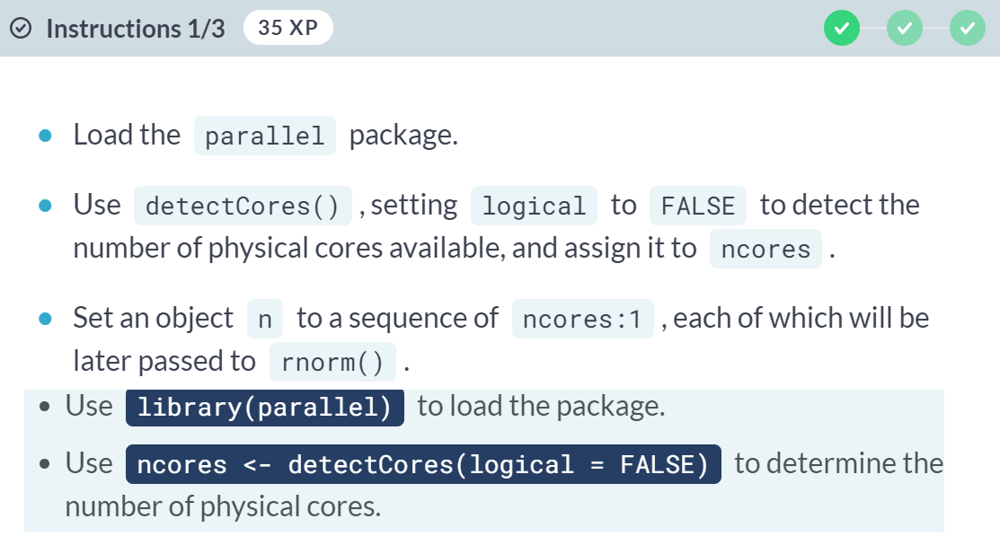 Instructions 1/3 35 XP
Load the parallel package.
Use detectCores() , setting logical to FALSE to detect the
number of physical cores available, and assign it to ncores .
Set an object n to a sequence of ncores:1 , each of which will be
later passed to rnorm() .
Use library(parallel) to load the package.
Use ncores <- detectCores(logical = FALSE) to determine the
number of physical cores.